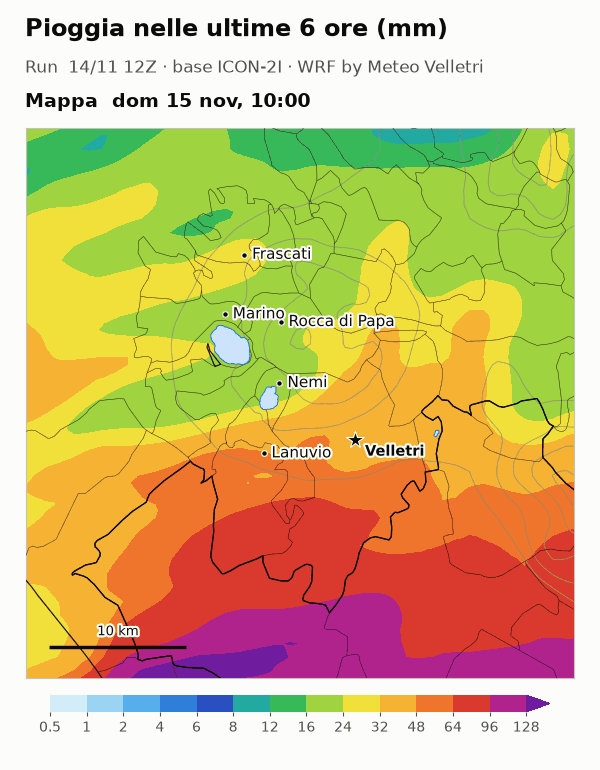 Pioggia nelle ultime 6 ore (mm)
Run 14/11 12Z · base ICON-2I · WRF by Meteo Velletri
Mappa dom 15 nov, 10:00
Frascati
Marino
Rocca di Papa
Nemi
Velletri
Lanuvio
10 km
0.5 1 2 4 6 8 12 16 24 32 48 64 96 128